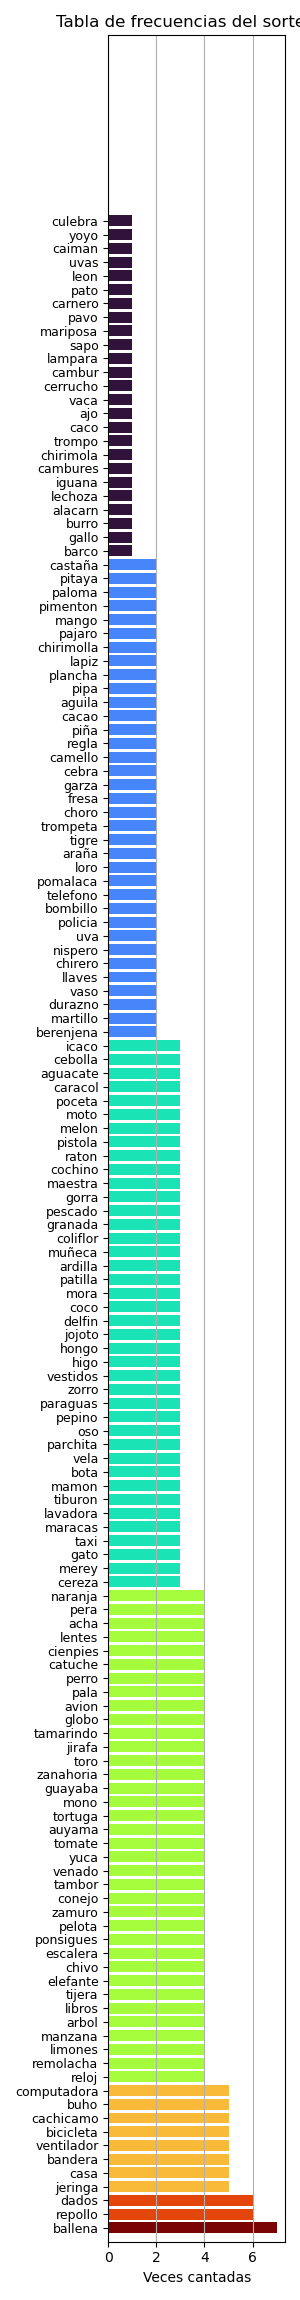 Tabla de frecuencias del sorte
culebra
yoyo
caiman
uvas
leon
pato
carnero
pavo
mariposa
sapo
lampara
cambur
cerrucho
vaca
ajo
caco
trompo
chirimola
cambures
iguana
lechoza
alacarn
burro
gallo
barco
castaña
pitaya
paloma
pimenton
mango
pajaro
chirimolla
lapiz
plancha
pipa
aguila
cacao
piña
regla
camello
cebra
garza
fresa
choro
trompeta
tigre
araña
loro
pomalaca
telefono
bombillo
policia
uva
nispero
chirero
llaves
vaso
durazno
martillo
berenjena
icaco
cebolla
aguacate
caracol
poceta
moto
melon
pistola
raton
cochino
maestra
gorra
pescado
granada
coliflor
muñeca
ardilla
patilla
mora
coco
delfin
jojoto
hongo
higo
vestidos
zorro
paraguas
pepino
oso
parchita
vela
bota
mamon
tiburon
lavadora
maracas
taxi
gato
merey
cereza
naranja
pera
acha
lentes
cienpies
catuche
perro
pala
avion
globo
tamarindo
jirafa
toro
zanahoria
guayaba
mono
tortuga
auyama
tomate
yuca
venado
tambor
conejo
zamuro
pelota
ponsigues
escalera
chivo
elefante
tijera
libros
arbol
manzana
limones
remolacha
reloj
computadora
buho
cachicamo
bicicleta
ventilador
bandera
casa
jeringa
dados
repollo
ballena
0 2 4 6
Veces cantadas